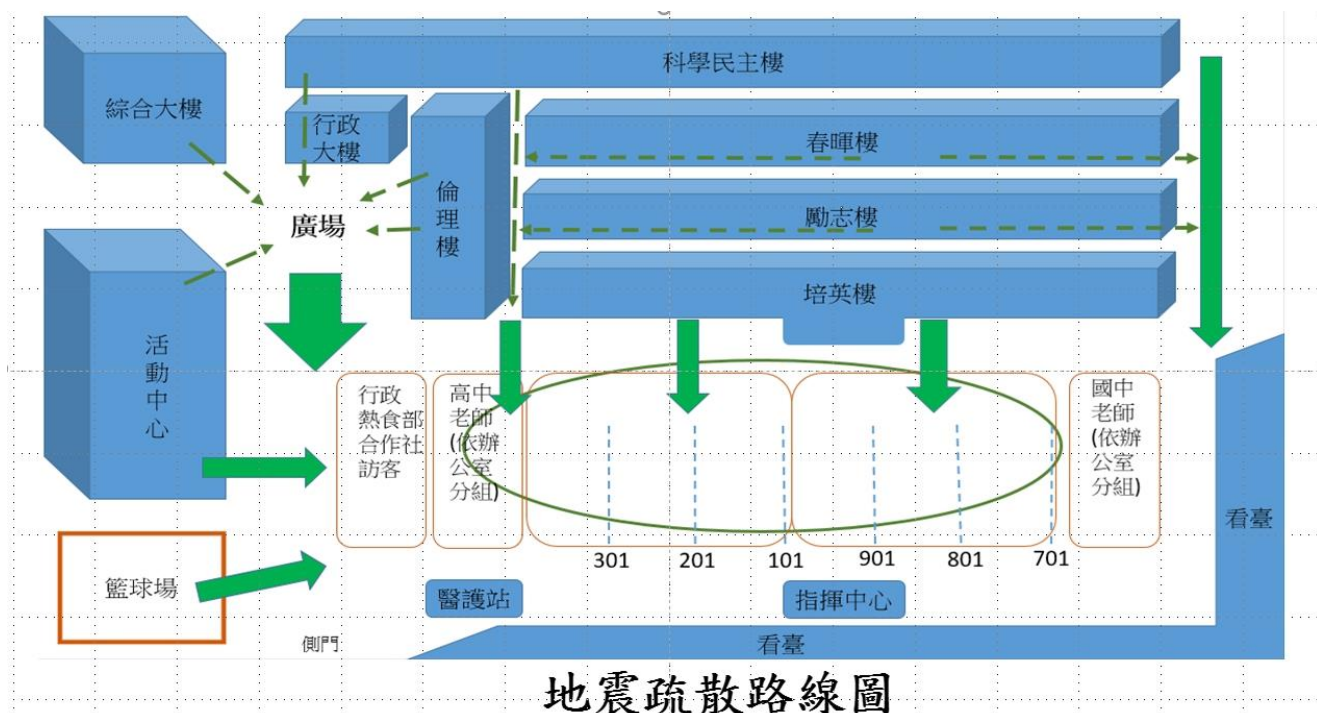 科學民主樓
綜合大樓
行政
大樓
春暉樓
倫
理
樓
勵志樓
廣場
培英樓
活
動
中
心
行政
熱食部
合作社
訪客
高中
老師
(依辦
公室
分組)
國中
老師
(依辦
公室
分組)
看臺
301
201
101
901
801
701
籃球場
醫護站
指揮中心
側門
看臺
地震疏散路線圖